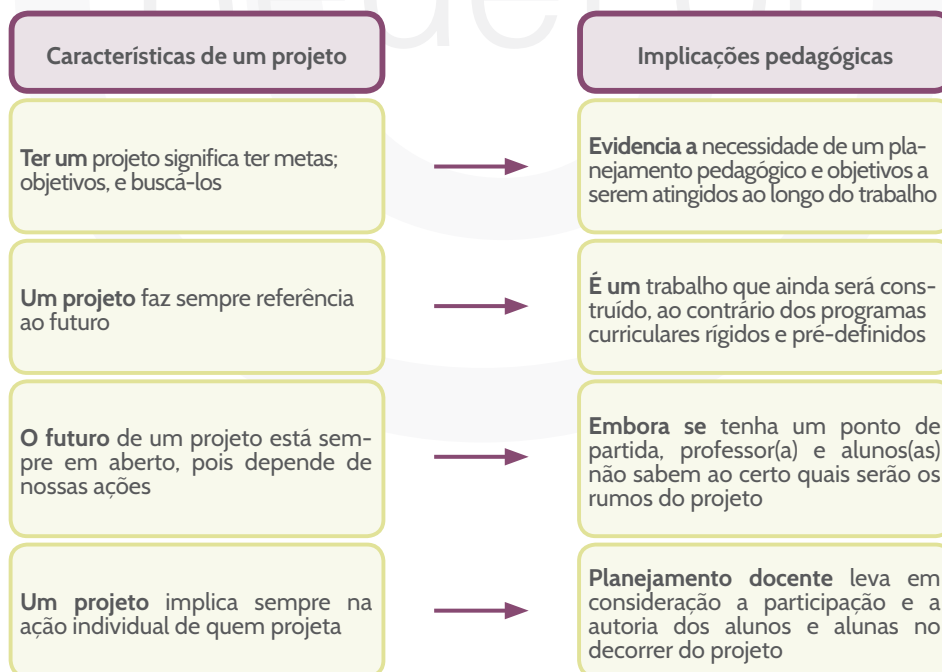 Características de um projeto
Implicações pedagógicas
Ter um projeto significa ter metas;
objetivos, e buscá-los
Evidencia a necessidade de um pla-
nejamento pedagógico e objetivos a
serem atingidos ao longo do trabalho
Um projeto faz sempre referência
ao futuro
É um trabalho que ainda será cons-
truído, ao contrário dos programas
curriculares rígidos e pré-definidos
O futuro de um projeto está sem-
pre em aberto, pois depende de
nossas ações
Embora se tenha um ponto de
partida, professor(a) e alunos(as)
não sabem ao certo quais serão os
rumos do projeto
Um projeto implica sempre na
ação individual de quem projeta
Planejamento docente leva em
consideração a participação e a
autoria dos alunos e alunas no
decorrer do projeto